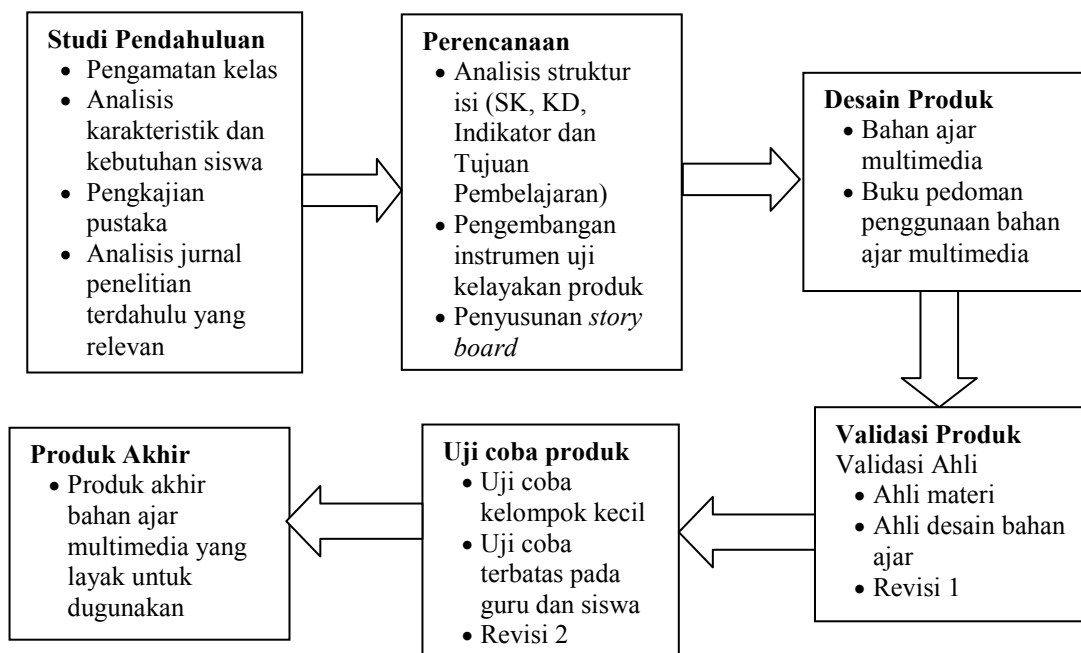 Studi Pendahuluan
• Pengamatan kelas
• Analisis
karakteristik dan
kebutuhan siswa
• Pengkajian
pustaka
• Analisis jurnal
penelitian
terdahulu yang
relevan
Perencanaan
• Analisis struktur
isi (SK, KD,
Indikator dan
Tujuan
Pembelajaran)
• Pengembangan
instrumen uji
kelayakan produk
• Penyusunan story
board
Desain Produk
• Bahan ajar
multimedia
• Buku pedoman
penggunaan bahan
ajar multimedia
Validasi Produk
Validasi Ahli
• Ahli materi
• Ahli desain bahan
ajar
• Revisi 1
Uji coba produk
• Uji coba
kelompok kecil
• Uji coba
terbatas pada
guru dan siswa
• Revisi 2
Produk Akhir
• Produk akhir
bahan ajar
multimedia yang
layak untuk
dugunakan